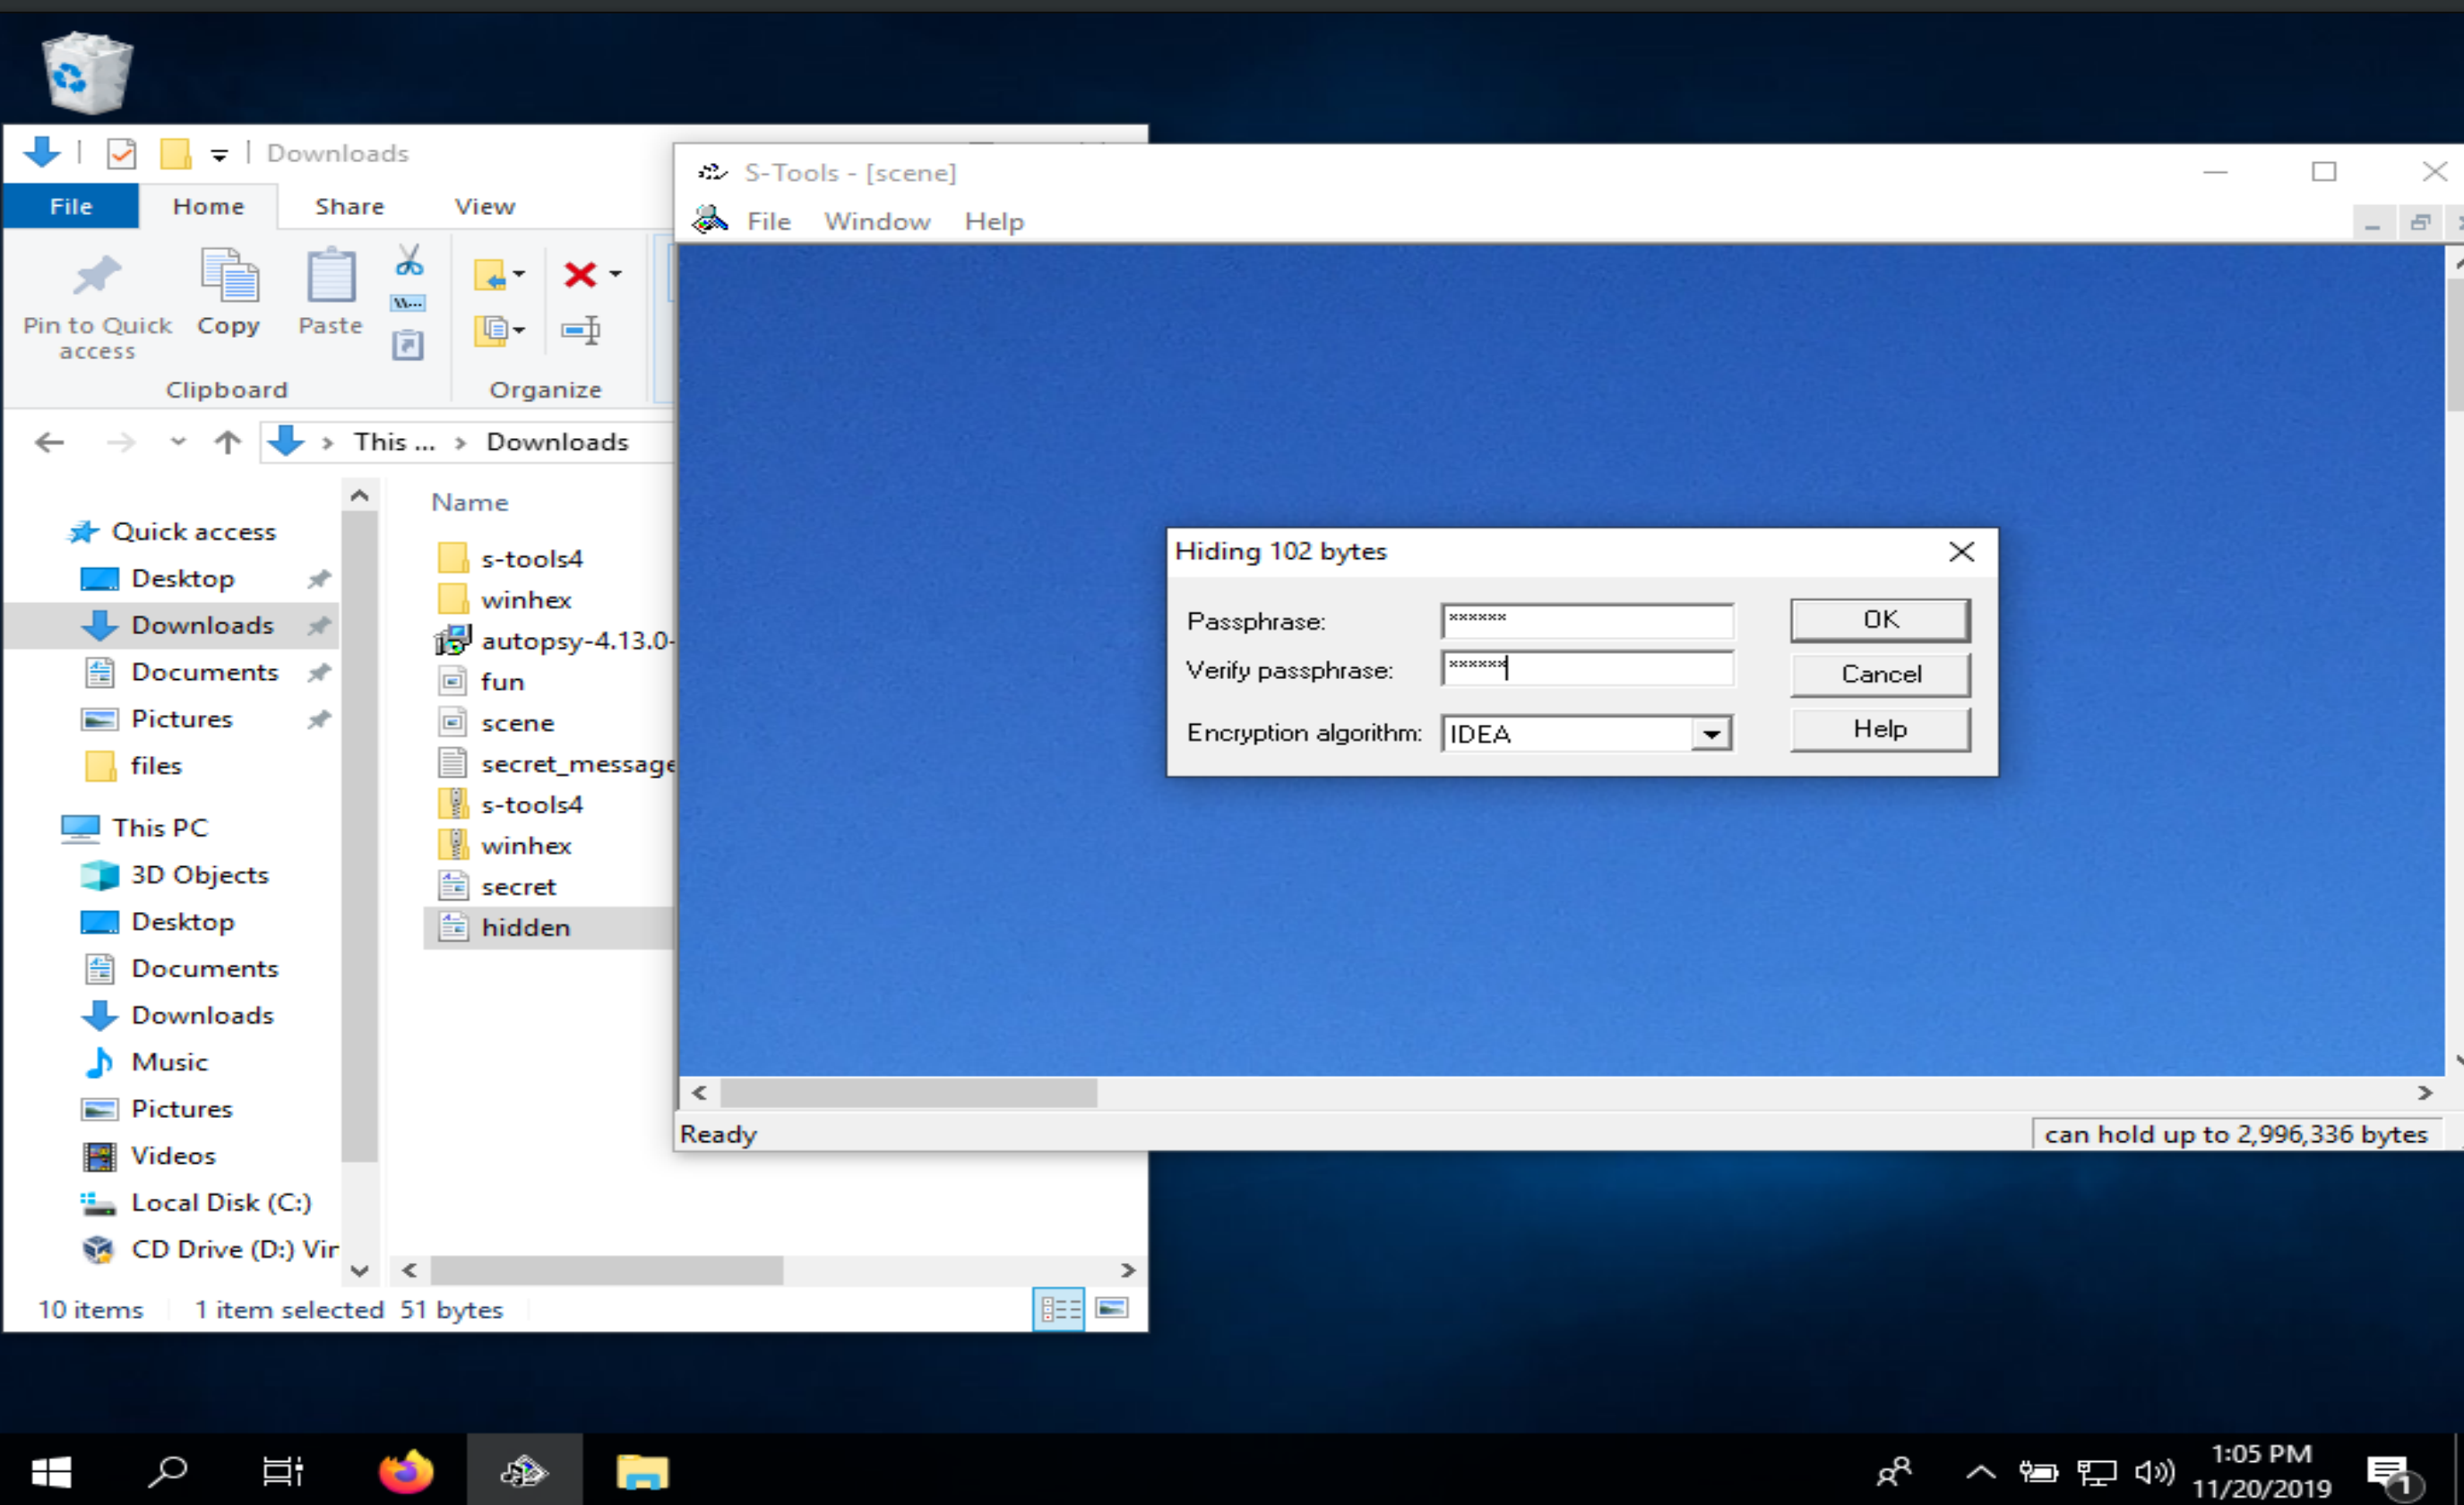 Downloads
File Home Share View
Pin to Quick access
Copy
Paste
Clipboard
Organize
This ... > Downloads
Quick access
Desktop
Downloads
Documents
Pictures
files
This PC
3D Objects
Desktop
Documents
Downloads
Music
Pictures
Videos
Local Disk (C:)
CD Drive (D:) Vir
Name
s-tools4
winhex
autopsy-4.13.0-
fun
scene
secret_message
s-tools4
winhex
secret
hidden
10 items 1 item selected 51 bytes
S-Tools - [scene]
File Window Help
Hiding 102 bytes
Passphrase: ******
OK
Verify passphrase: ******
Cancel
Encryption algorithm: IDEA
Help
Ready
can hold up to 2,996,336 bytes
1:05 PM
11/20/2019
1